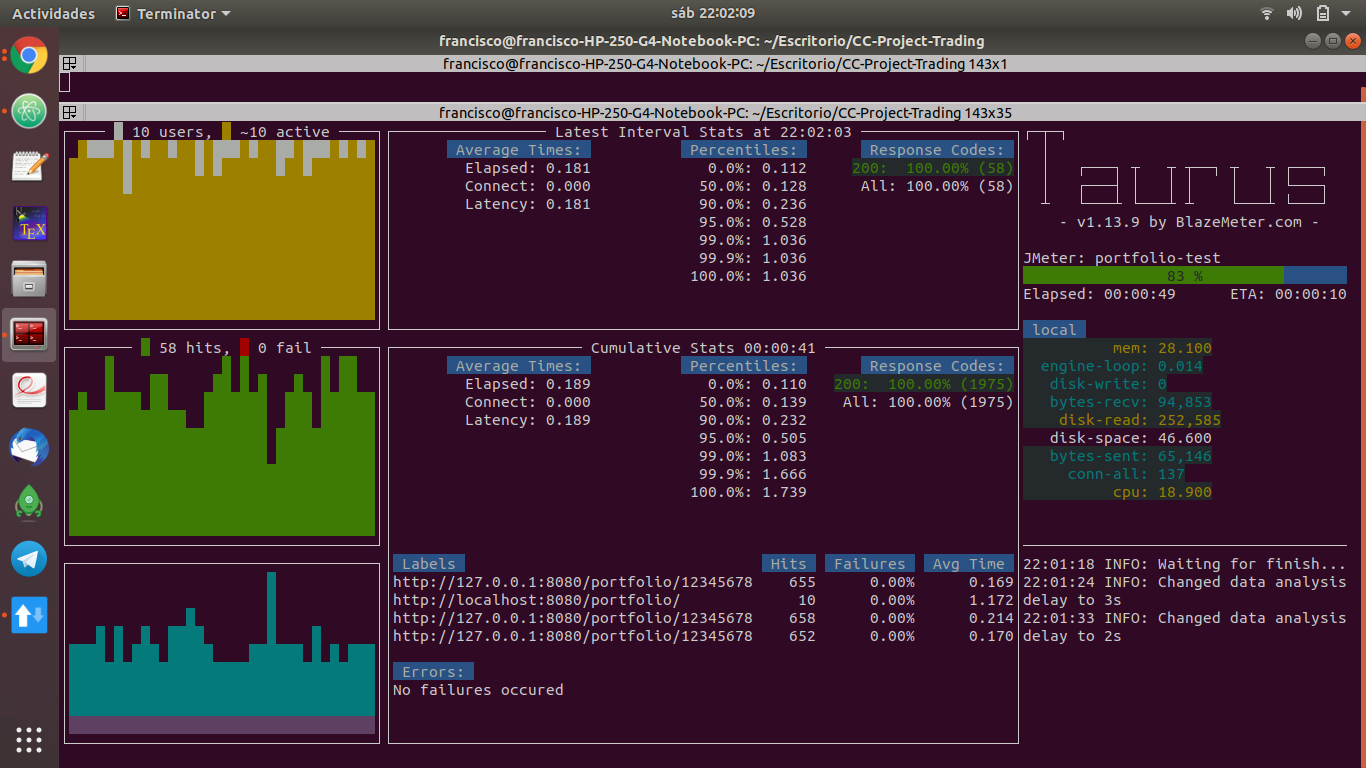 Actividades Terminator sáb 22:02:09
francisco@francisco-HP-250-G4-Notebook-PC: ~/Escritorio/CC-Project-Trading
francisco@francisco-HP-250-G4-Notebook-PC: ~/Escritorio/CC-Project-Trading 143x1
francisco@francisco-HP-250-G4-Notebook-PC: ~/Escritorio/CC-Project-Trading 143x35
10 users, ~10 active
58 hits, 0 fail
Latest Interval Stats at 22:02:03
Average Times: Percentiles: Response Codes:
Elapsed: 0.181 0.0%: 0.112 200: 100.00% (58)
Connect: 0.000 50.0%: 0.128 All: 100.00% (58)
Latency: 0.181 90.0%: 0.236
95.0%: 0.528
99.0%: 1.036
99.9%: 1.036
100.0%: 1.036
Cumulative Stats 00:00:41
Average Times: Percentiles: Response Codes:
Elapsed: 0.189 0.0%: 0.110 200: 100.00% (1975)
Connect: 0.000 50.0%: 0.139 All: 100.00% (1975)
Latency: 0.189 90.0%: 0.232
95.0%: 0.505
99.0%: 1.083
99.9%: 1.666
100.0%: 1.739
Labels Hits Failures Avg Time
http://127.0.0.1:8080/portfolio/12345678 655 0.00% 0.169
http://localhost:8080/portfolio/ 10 0.00% 1.172
http://127.0.0.1:8080/portfolio/12345678 658 0.00% 0.214
http://127.0.0.1:8080/portfolio/12345678 652 0.00% 0.170
Errors:
No failures occured
Taurus
- v1.13.9 by BlazeMeter.com -
JMeter: portfolio-test
83 %
Elapsed: 00:00:49 ETA: 00:00:10
local
mem: 28.100
engine-loop: 0.014
disk-write: 0
bytes-recv: 94,853
disk-read: 252,585
disk-space: 46.600
bytes-sent: 65,146
conn-all: 137
cpu: 18.900
22:01:18 INFO: Waiting for finish...
22:01:24 INFO: Changed data analysis
delay to 3s
22:01:33 INFO: Changed data analysis
delay to 2s
TEX